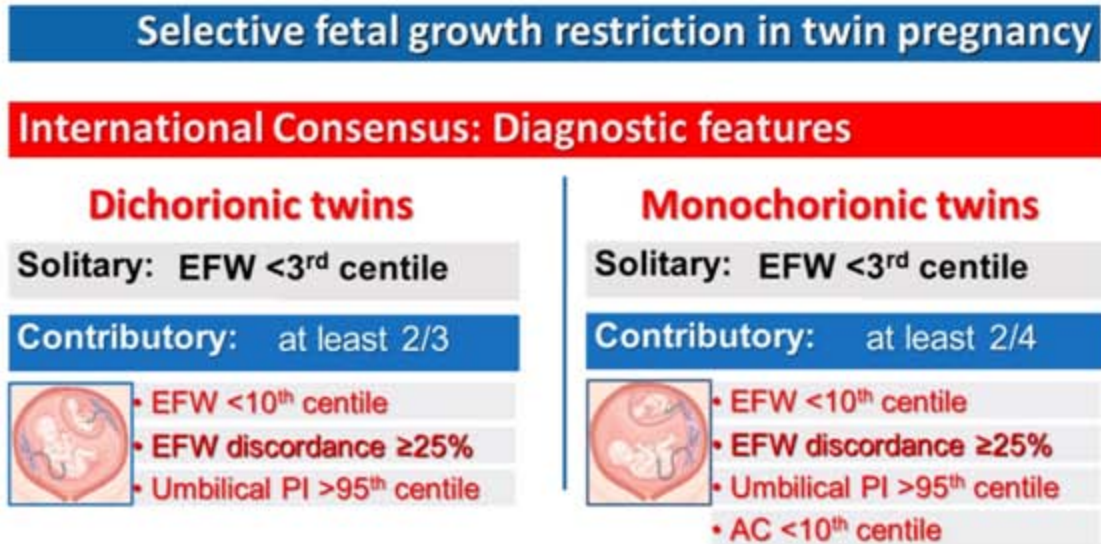 Selective fetal growth restriction in twin pregnancy
International Consensus: Diagnostic features
Dichorionic twins
Solitary: EFW <3rd centile
Contributory: at least 2/3
• EFW <10th centile
• EFW discordance ≥25%
• Umbilical PI >95th centile
Monochorionic twins
Solitary: EFW <3rd centile
Contributory: at least 2/4
• EFW <10th centile
• EFW discordance ≥25%
• Umbilical PI >95th centile
• AC <10th centile